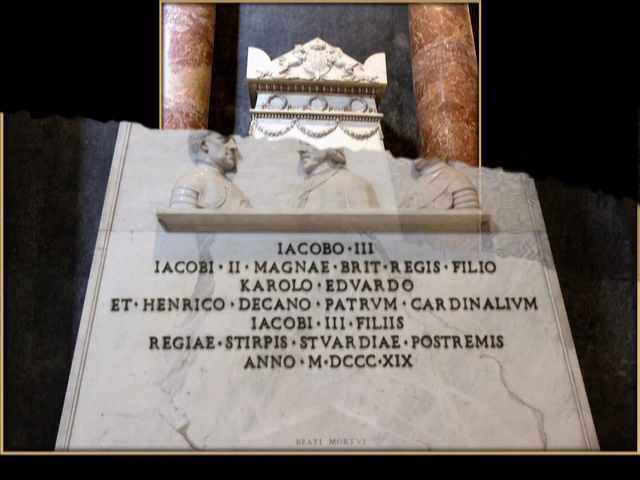 IACOBO·III
IACOBI·II·MAGNAE·BRIT·REGIS·FILIO
KAROLO·EDVARDO
ET·HENRICO·DECANO·PATRVM·CARDINALIVM
IACOBI·III·FILIIS
REGIAE·STIRPIS·STVARDIAE·POSTREMIS
ANNO·M·DCCC·XIX
BEATI MORTVI